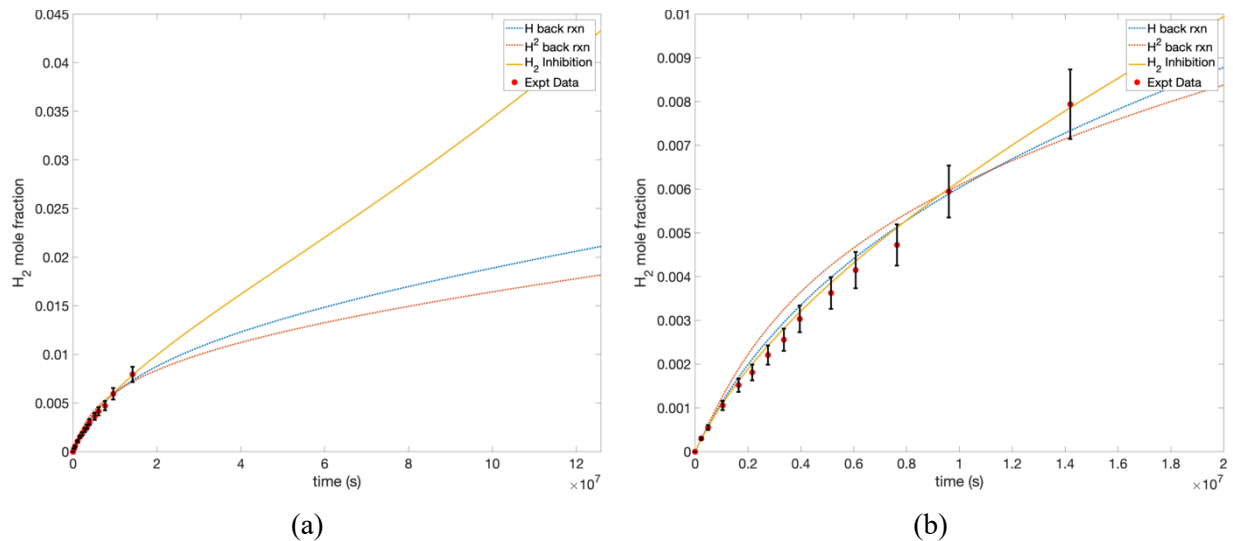 0.045
0.04
0.035
0.03
0.025
0.02
0.015
0.01
0.005
0
H₂ mole fraction
0 2 4 6 8 10 12
×10⁷
time (s)
H back rxn
H² back rxn
H₂ Inhibition
Expt Data
(a)
0.01
0.009
0.008
0.007
0.006
0.005
0.004
0.003
0.002
0.001
0
H₂ mole fraction
0 0.2 0.4 0.6 0.8 1 1.2 1.4 1.6 1.8 2
×10⁷
time (s)
H back rxn
H² back rxn
H₂ Inhibition
Expt Data
(b)